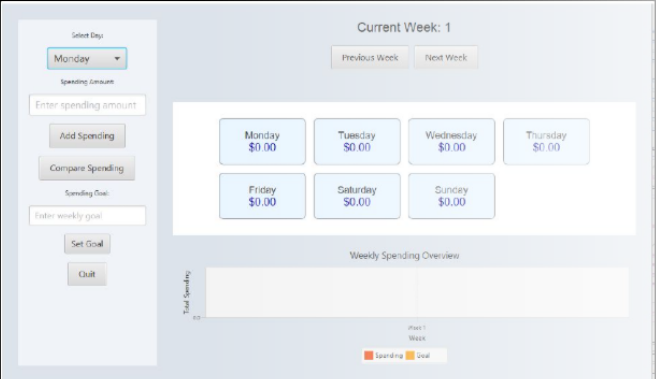 Select Day:
Monday
Spending Amount:
Enter spending amount
Add Spending
Compare Spending
Spending Goal:
Enter weekly goal
Set Goal
Quit
Current Week: 1
Previous Week Next Week
Monday Tuesday Wednesday Thursday
$0.00 $0.00 $0.00 $0.00
Friday Saturday Sunday
$0.00 $0.00 $0.00
Weekly Spending Overview
Total Spending
Week 1
Week
Spending Goal